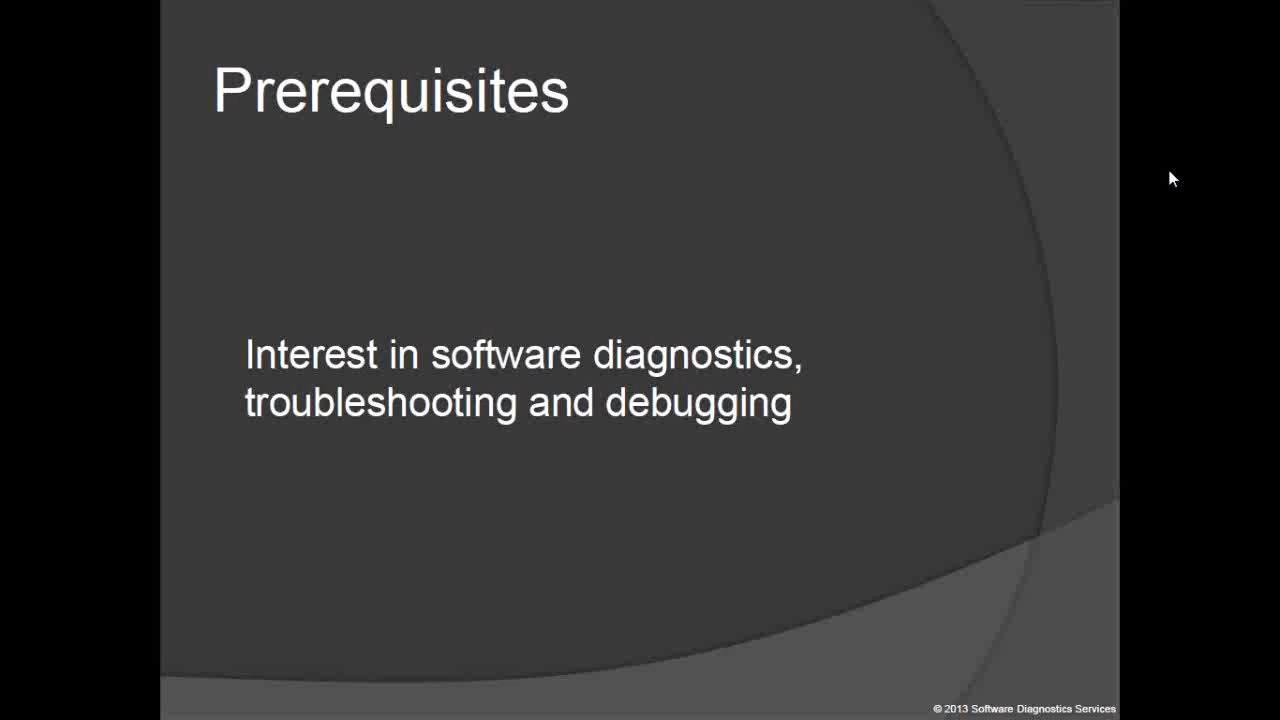 Prerequisites
Interest in software diagnostics,
troubleshooting and debugging
© 2013 Software Diagnostics Services